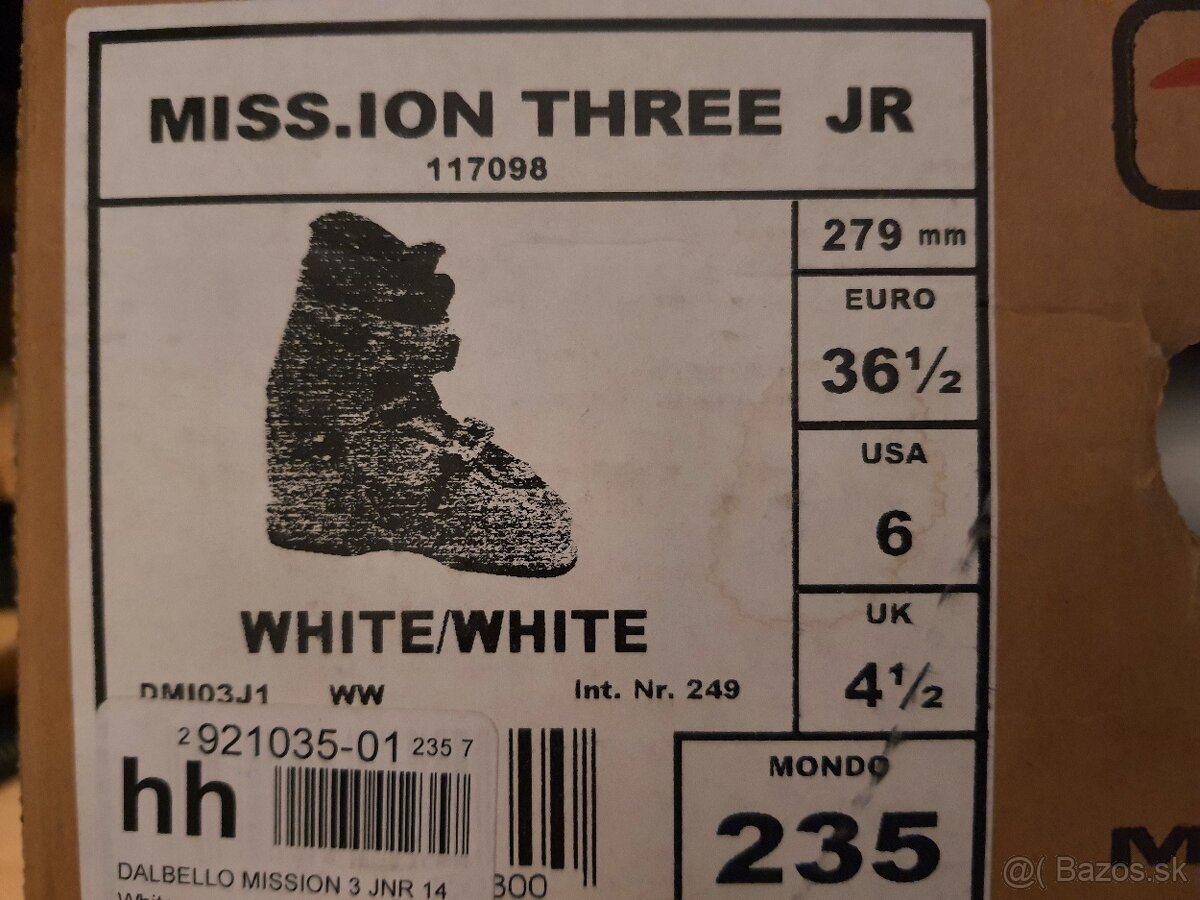 MISS.ION THREE JR
117098
279 mm
EURO
36½
USA
6
UK
4½
WHITE/WHITE
DMI03J1 WW Int. Nr. 249
MONDO
235
2 921035-01 235 7
hh
DALBELLO MISSION 3 JNR 14
800
M
@( Bazos.sk